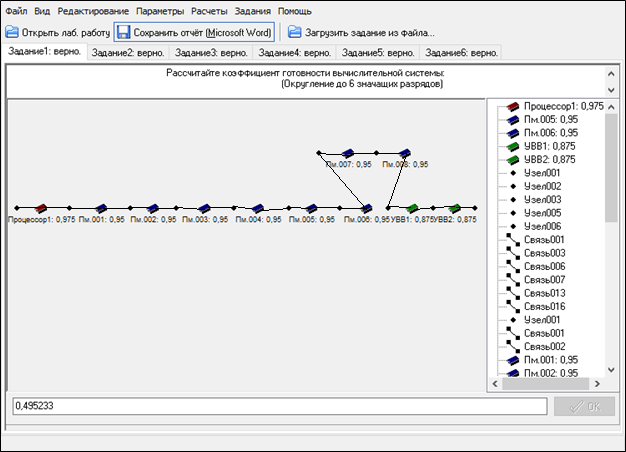 Файл Вид Редактирование Параметры Расчеты Задания Помощь
Открыть лаб. работу Сохранить отчёт (Microsoft Word) Загрузить задание из файла...
Задание1: верно. Задание2: верно. Задание3: верно. Задание4: верно. Задание5: верно. Задание6: верно.
Рассчитайте коэффициент готовности вычислительной системы:
(Округление до 6 значащих разрядов)
Пм.007: 0,95 Пм.008: 0,95
Процессор1: 0,975 Пм.001: 0,95 Пм.002: 0,95 Пм.003: 0,95 Пм.004: 0,95 Пм.005: 0,95 Пм.006: 0,95 УВВ1: 0,875 УВВ2: 0,875
Процессор1: 0,975
Пм.005: 0,95
Пм.006: 0,95
УВВ1: 0,875
УВВ2: 0,875
Узел001
Узел002
Узел003
Узел005
Узел006
Связь001
Связь003
Связь006
Связь007
Связь013
Связь016
Узел001
Связь001
Связь002
Пм.001: 0,95
Пм.002: 0,95
0,495233
OK